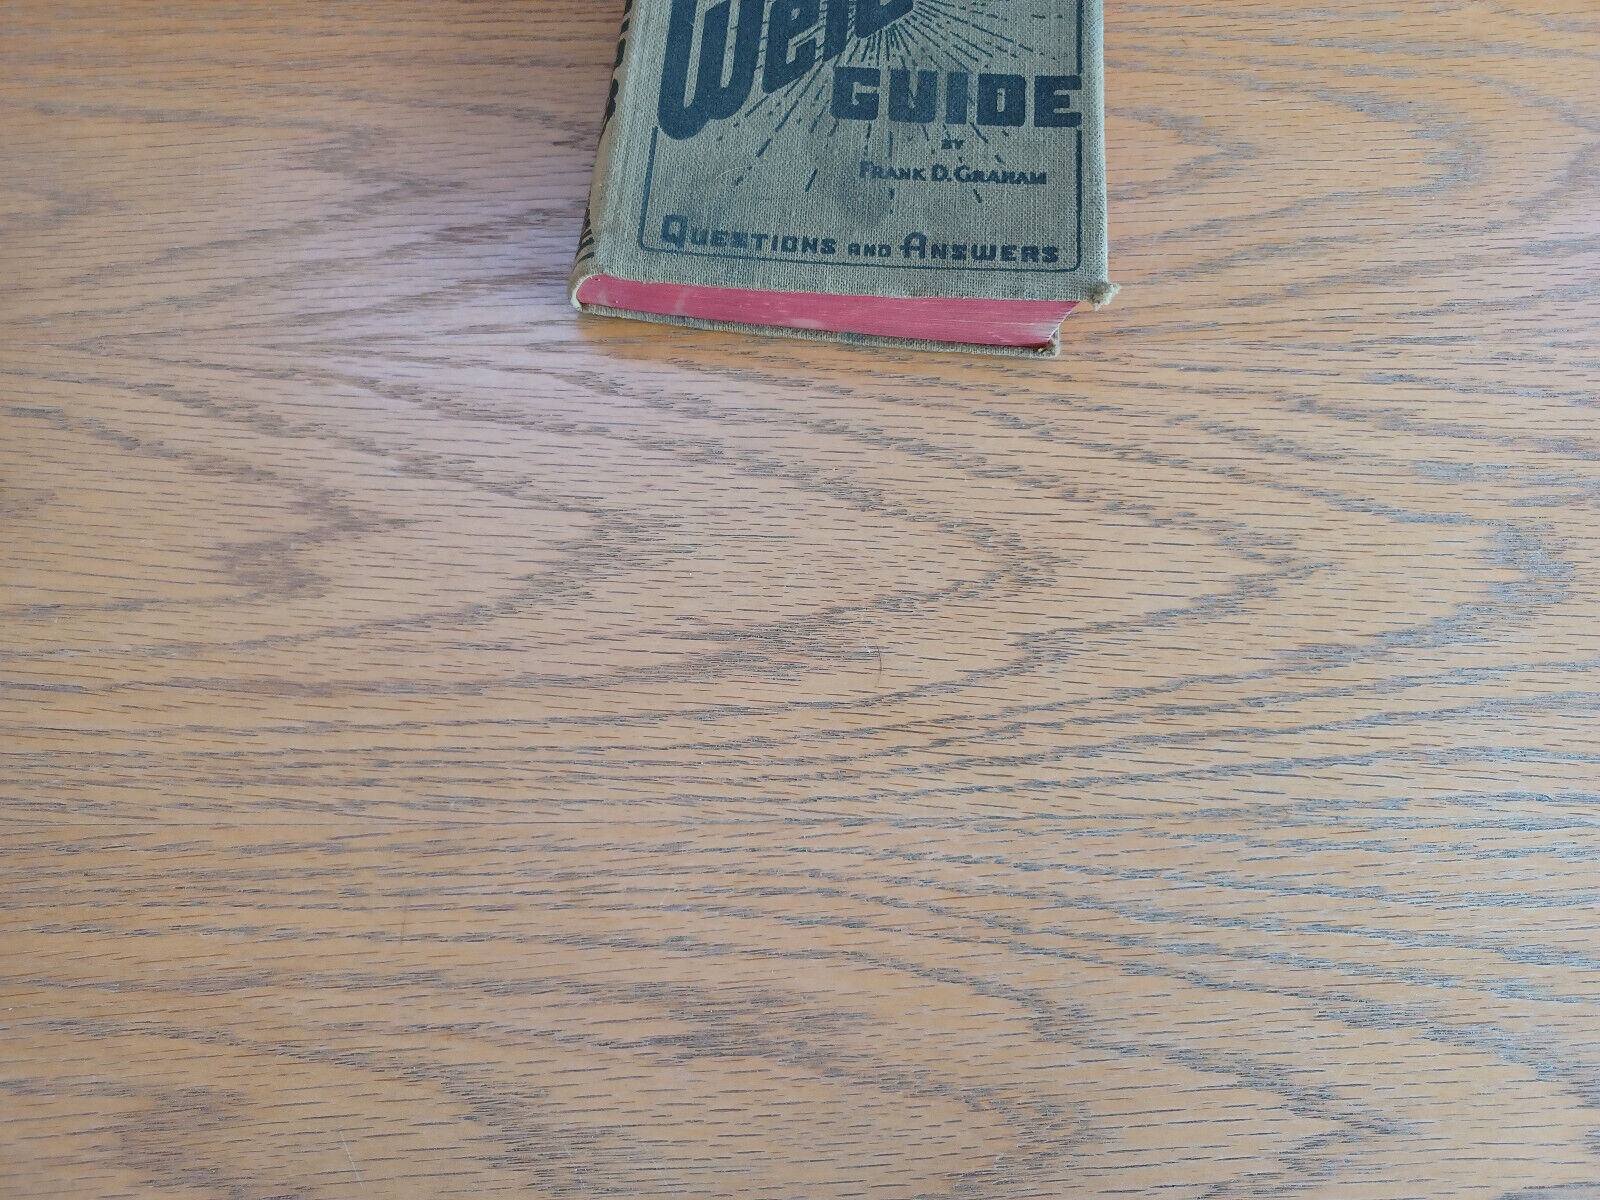 GUIDE
BY
FRANK D. GRAHAM
QUESTIONS AND ANSWERS